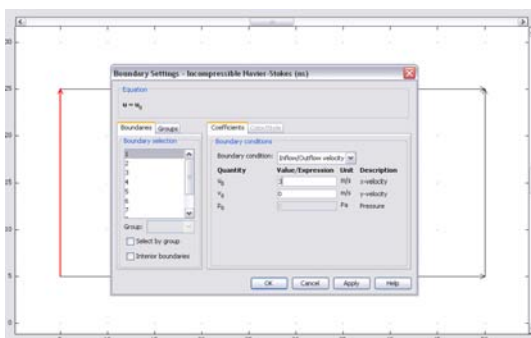 Boundary Settings - Incompressible Navier-Stokes (ns)
Equation
u = u0
Boundaries Groups
Coefficients Color/Style
Boundary selection
1
2
3
4
5
6
7
Group:
Select by group
Interior boundaries
Boundary conditions
Boundary condition: Inflow/Outflow velocity
Quantity Value/Expression Unit Description
u0 m/s x-velocity
v0 0 m/s y-velocity
p0 Pa Pressure
OK Cancel Apply Help
30
25
20
15
10
5
0